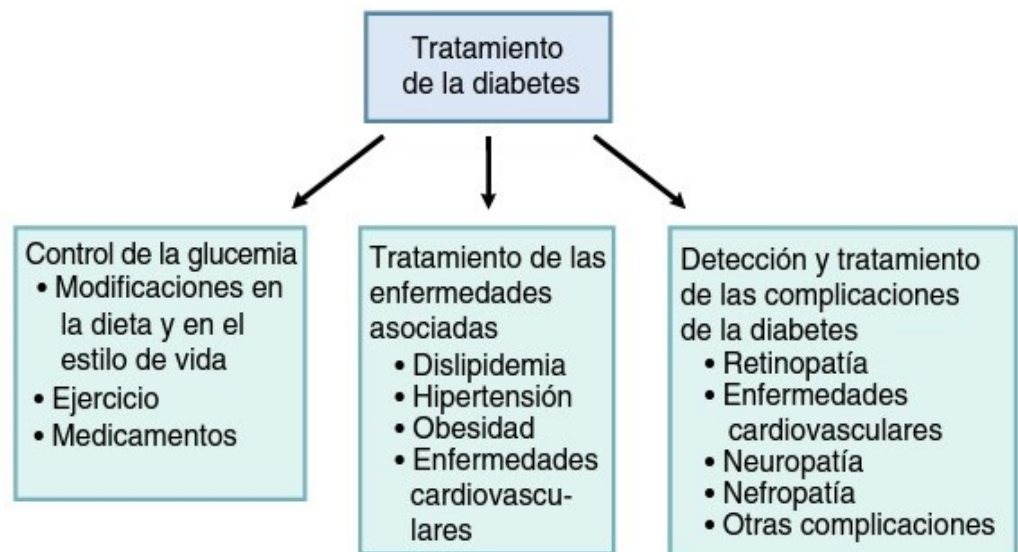 Tratamiento
de la diabetes
Control de la glucemia
• Modificaciones en
la dieta y en el
estilo de vida
• Ejercicio
• Medicamentos
Tratamiento de las
enfermedades
asociadas
• Dislipidemia
• Hipertensión
• Obesidad
• Enfermedades
cardiovascu-
lares
Detección y tratamiento
de las complicaciones
de la diabetes
• Retinopatía
• Enfermedades
cardiovasculares
• Neuropatía
• Nefropatía
• Otras complicaciones